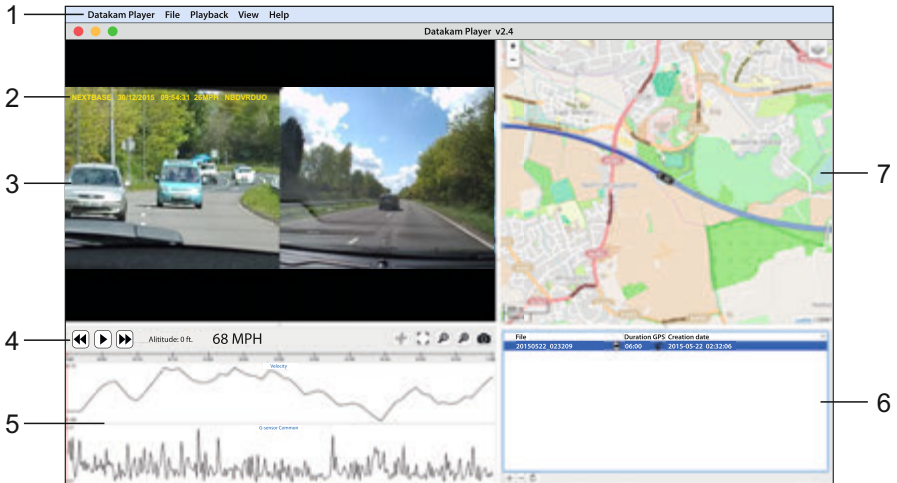 1
Datakam Player File Playback View Help
Datakam Player v2.4
2
NEXTBASE 30/12/2015 09:54:31 26MPH NBDVRDUO
3
7
4
Alititude: 0 ft. 68 MPH
File Duration GPS Creation date
20150522_023209 06:00 2015-05-22 02:32:06
Velocity
5
G-sensor Common
6